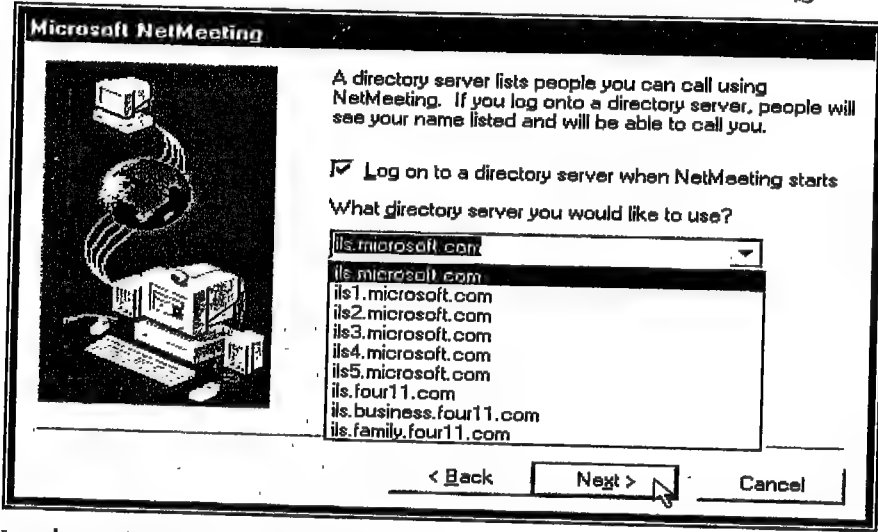 Microsoft NetMeeting
A directory server lists people you can call using
NetMeeting. If you log onto a directory server, people will
see your name listed and will be able to call you.
Log on to a directory server when NetMeeting starts
What directory server you would like to use?
ils.microsoft.com
ils.microsoft.com
ils1.microsoft.com
ils2.microsoft.com
ils3.microsoft.com
ils4.microsoft.com
ils5.microsoft.com
ils.four11.com
ils.business.four11.com
ils.family.four11.com
< Back
Next >
Cancel